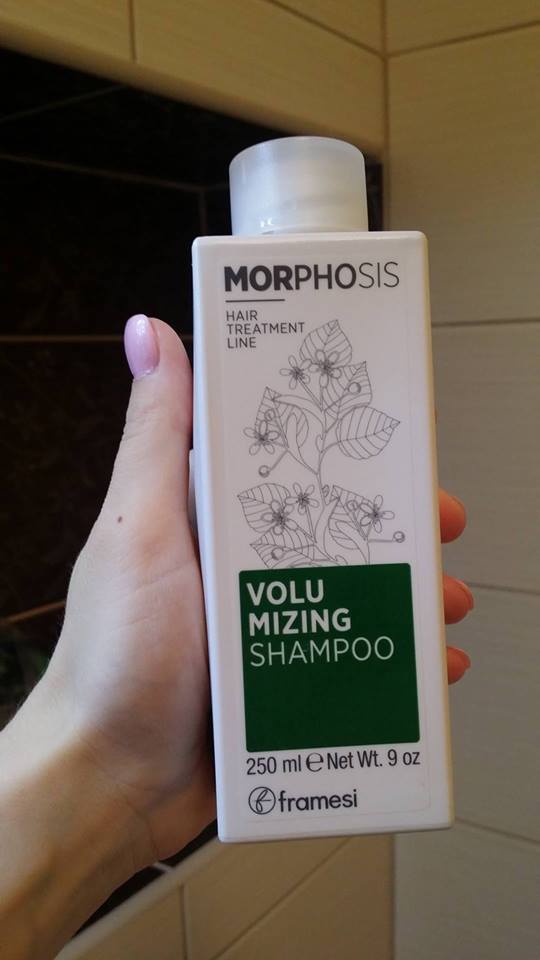 MORPHOSIS
HAIR
TREATMENT
LINE
VOLU
MIZING
SHAMPOO
250 ml ℮ Net Wt. 9 oz
framesi